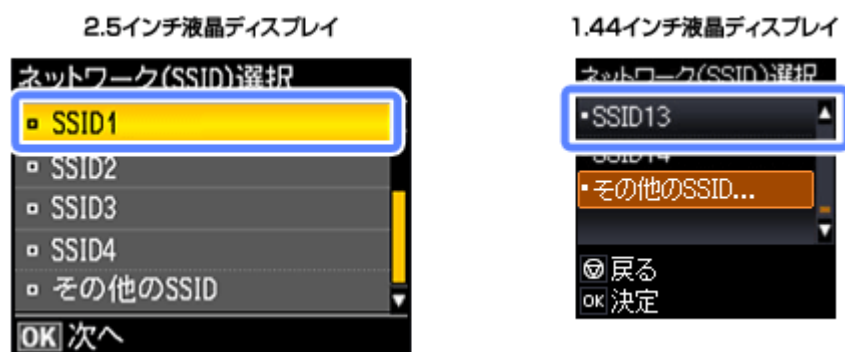 2.5インチ液晶ディスプレイ
ネットワーク(SSID)選択
SSID1
SSID2
SSID3
SSID4
その他のSSID
OK 次へ
1.44インチ液晶ディスプレイ
ネットワーク(SSID)選択
SSID13
SSID14
その他のSSID...
戻る
OK 決定